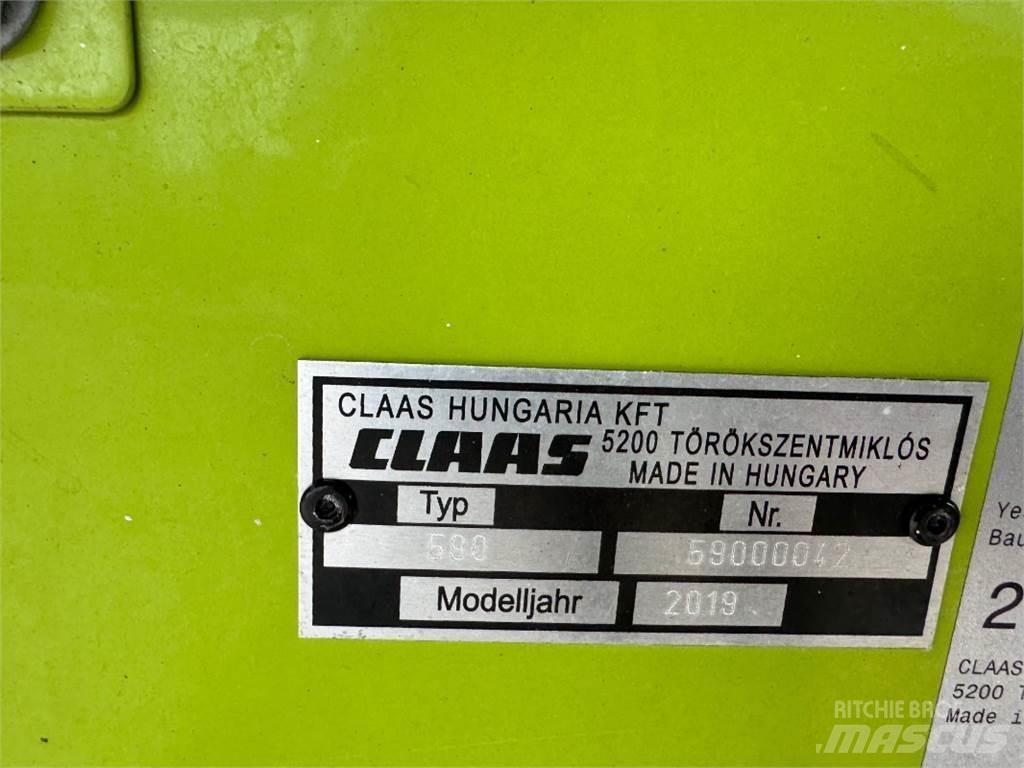 CLAAS HUNGARIA KFT
CLAAS 5200 TÖRÖKSZENTMIKLÓS
MADE IN HUNGARY
Typ Nr.
590 59000042
Modelljahr 2019
2
CLAAS
5200
Made
RITCHIE BROS
MASCUS